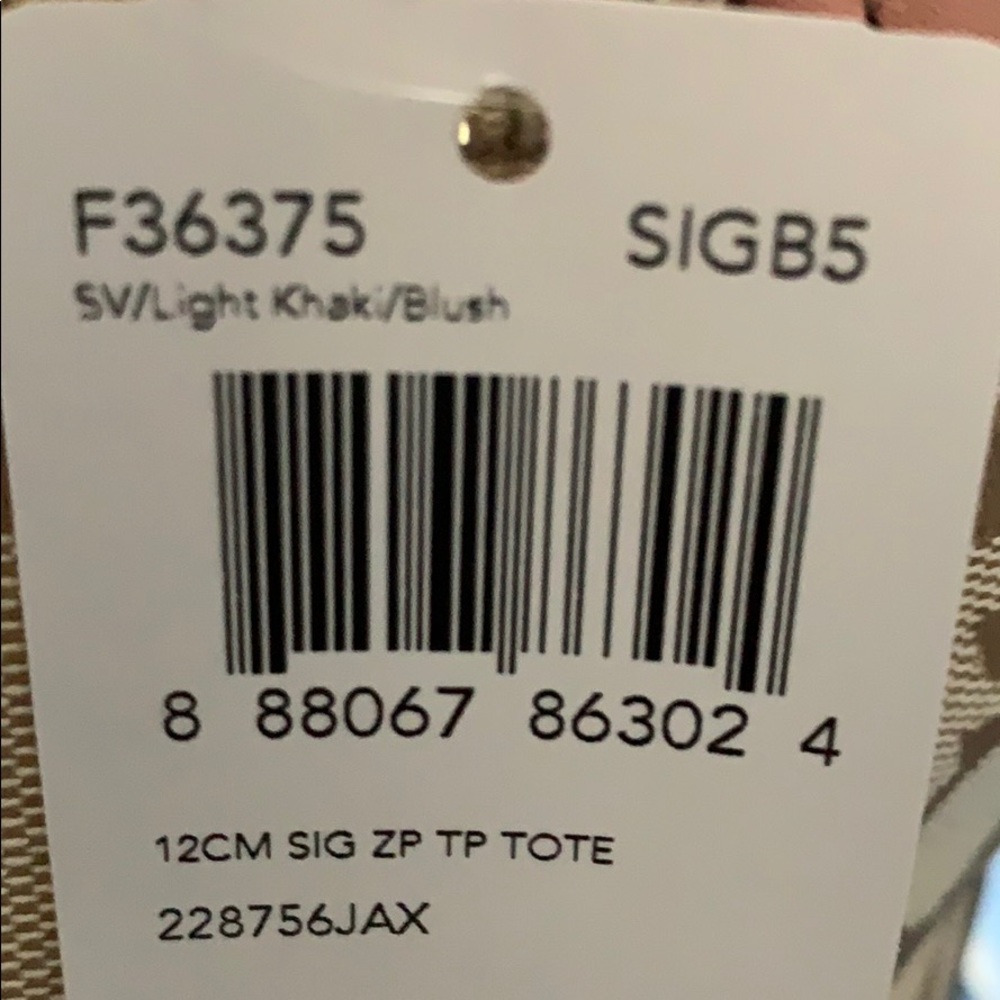 F36375 SIGB5
SV/Light Khaki/Blush
8 88067 86302 4
12CM SIG ZP TP TOTE
228756JAX